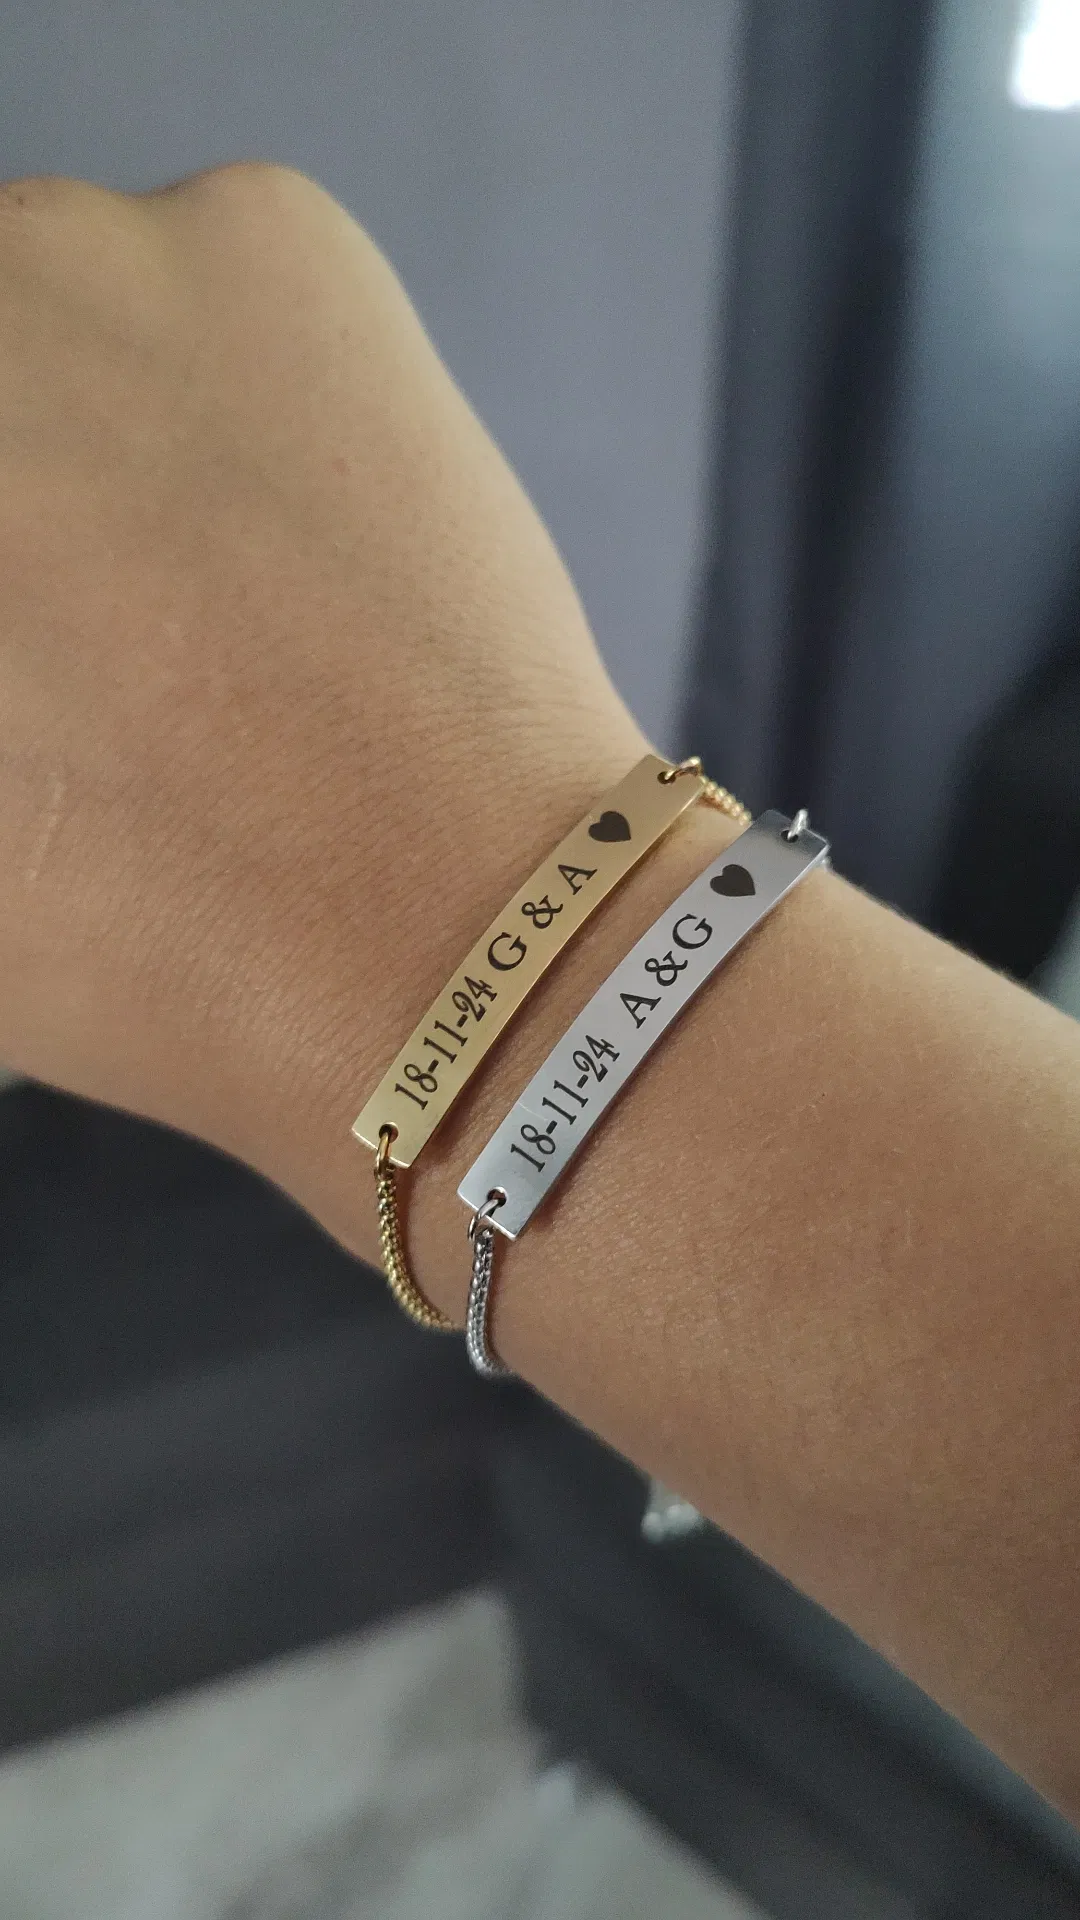 18-11-24 G & A ♥
18-11-24 A & G ♥